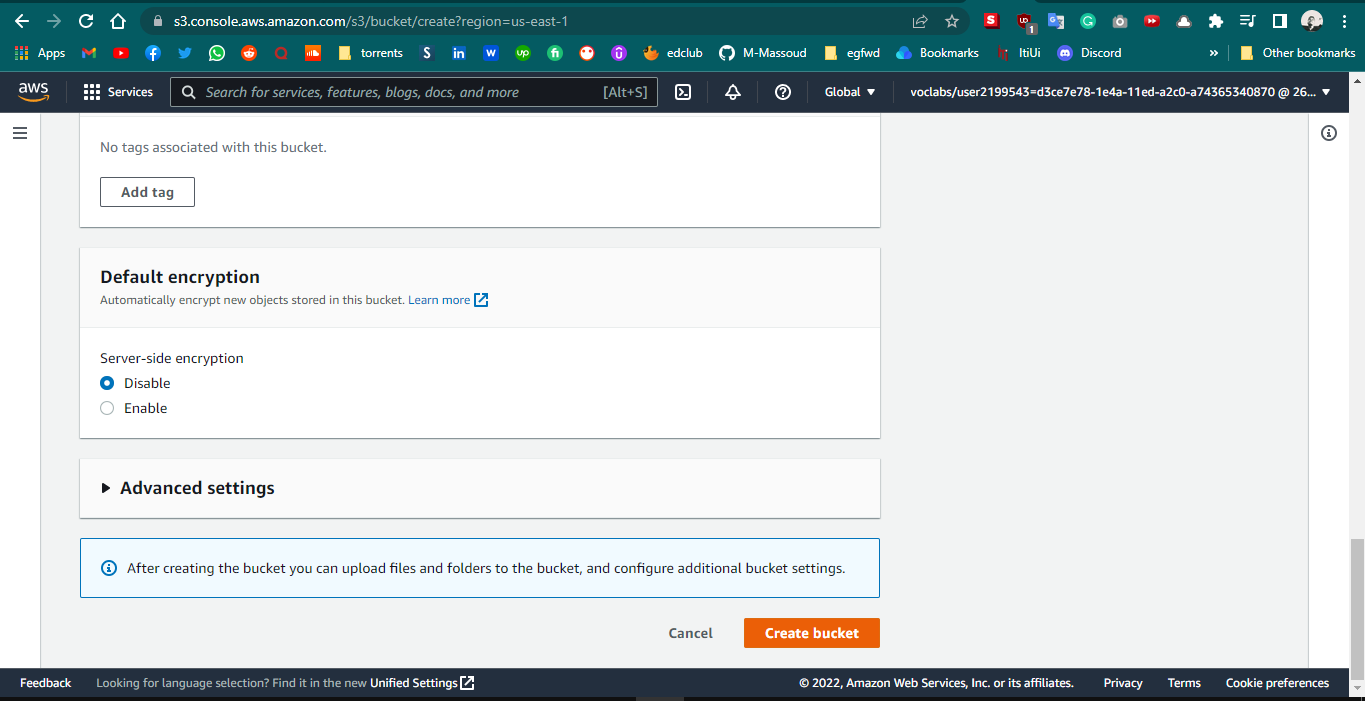 s3.console.aws.amazon.com/s3/bucket/create?region=us-east-1
S
1
G
Apps
torrents
S
in
W
up
fi
edclub
M-Massoud
egfwd
Bookmarks
ItiUi
Discord
»
Other bookmarks
aws
Services
Search for services, features, blogs, docs, and more
[Alt+S]
Global
voclabs/user2199543=d3ce7e78-1e4a-11ed-a2c0-a74365340870 @ 26...
No tags associated with this bucket.
Add tag
Default encryption
Automatically encrypt new objects stored in this bucket. Learn more
Server-side encryption
Disable
Enable
Advanced settings
After creating the bucket you can upload files and folders to the bucket, and configure additional bucket settings.
Cancel
Create bucket
Feedback
Looking for language selection? Find it in the new Unified Settings
© 2022, Amazon Web Services, Inc. or its affiliates.
Privacy
Terms
Cookie preferences